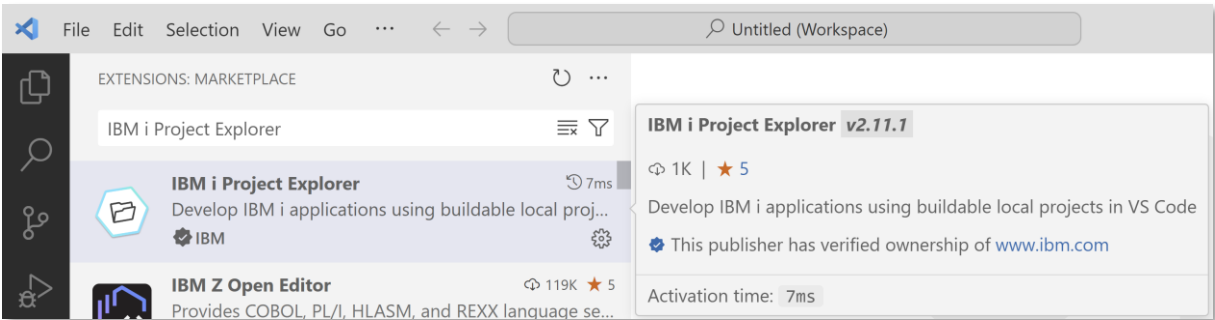 File Edit Selection View Go ··· ← → Untitled (Workspace)
EXTENSIONS: MARKETPLACE
IBM i Project Explorer
IBM i Project Explorer 7ms
Develop IBM i applications using buildable local proj...
IBM
IBM Z Open Editor 119K ★ 5
Provides COBOL, PL/I, HLASM, and REXX language se...
IBM i Project Explorer v2.11.1
1K | ★ 5
Develop IBM i applications using buildable local projects in VS Code
This publisher has verified ownership of www.ibm.com
Activation time: 7ms